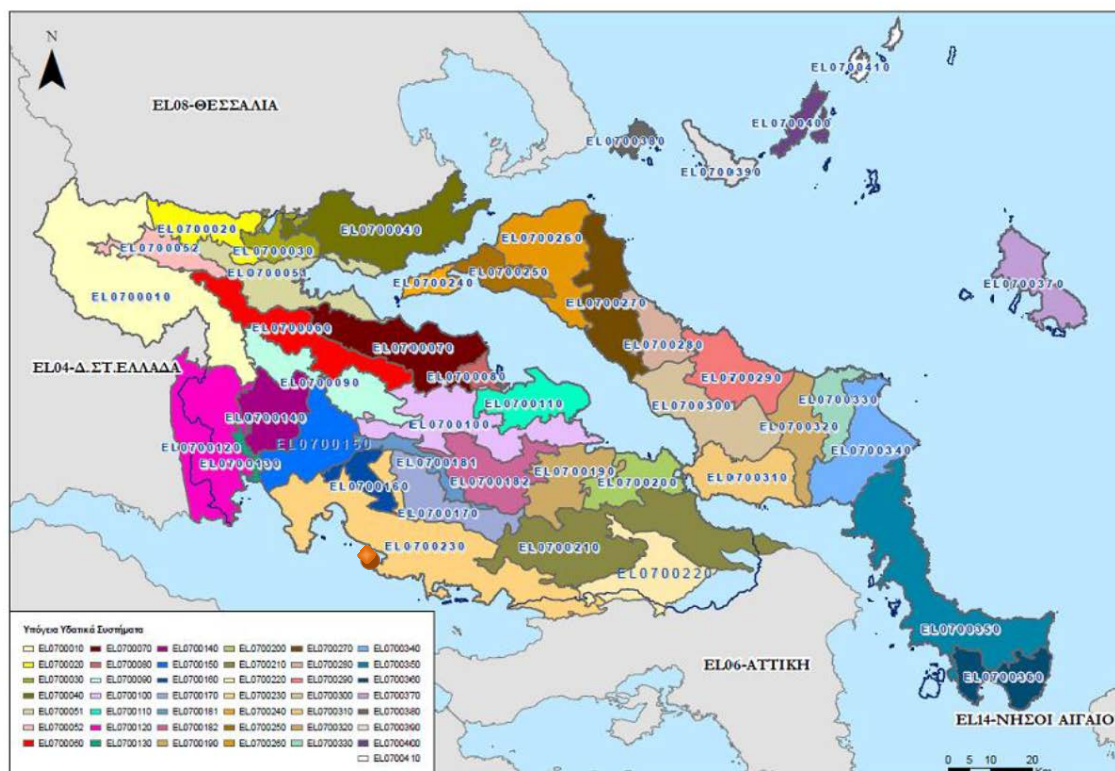 N
EL0700410
EL08-ΘΕΣΣΑΛΙΑ
EL0700400
EL0700380
EL0700390
EL0700020
EL0700040
EL0700260
EL0700052
EL0700030
EL0700053
EL0700250
EL0700240
EL0700370
EL0700010
EL0700270
EL0700060
EL0700070
EL0700280
EL04-Δ. ΣΤ.ΕΛΛΑΔΑ
EL0700080
EL0700290
EL0700090
EL0700110
EL0700300
EL0700330
EL0700140
EL0700100
EL0700320
EL0700150
EL0700120
EL0700340
EL0700130
EL0700181
EL0700190
EL0700182
EL0700310
EL0700160
EL0700200
EL0700170
EL0700230
EL0700210
EL0700220
EL0700350
EL06-ΑΤΤΙΚΗ
EL0700360
EL14-ΝΗΣΟΙ ΑΙΓΑΙΟ
Υπόγεια Υδατικά Συστήματα
EL0700010 EL0700070 EL0700140 EL0700200 EL0700270 EL0700340
EL0700020 EL0700080 EL0700150 EL0700210 EL0700280 EL0700350
EL0700030 EL0700090 EL0700160 EL0700220 EL0700290 EL0700360
EL0700040 EL0700100 EL0700170 EL0700230 EL0700300 EL0700370
EL0700051 EL0700110 EL0700181 EL0700240 EL0700310 EL0700380
EL0700052 EL0700120 EL0700182 EL0700250 EL0700320 EL0700390
EL0700060 EL0700130 EL0700190 EL0700260 EL0700330 EL0700400
EL0700410
0 5 10 20